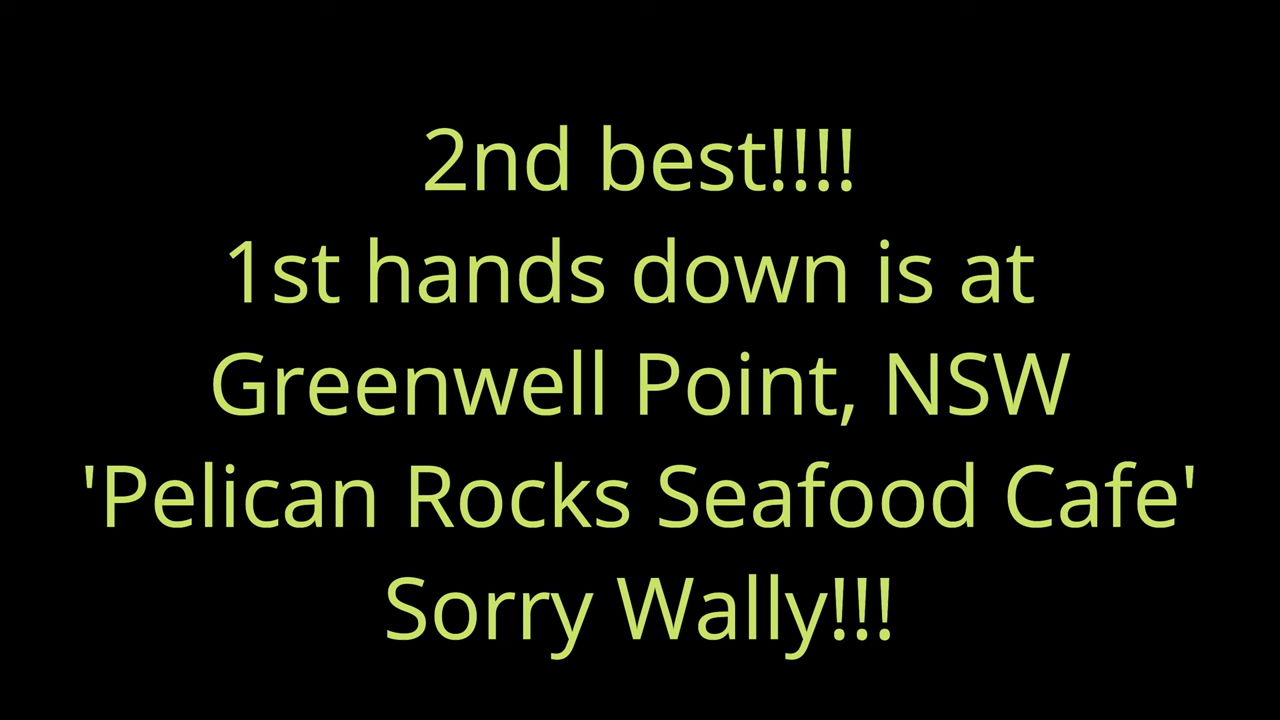 2nd best!!!!
1st hands down is at
Greenwell Point, NSW
'Pelican Rocks Seafood Cafe'
Sorry Wally!!!